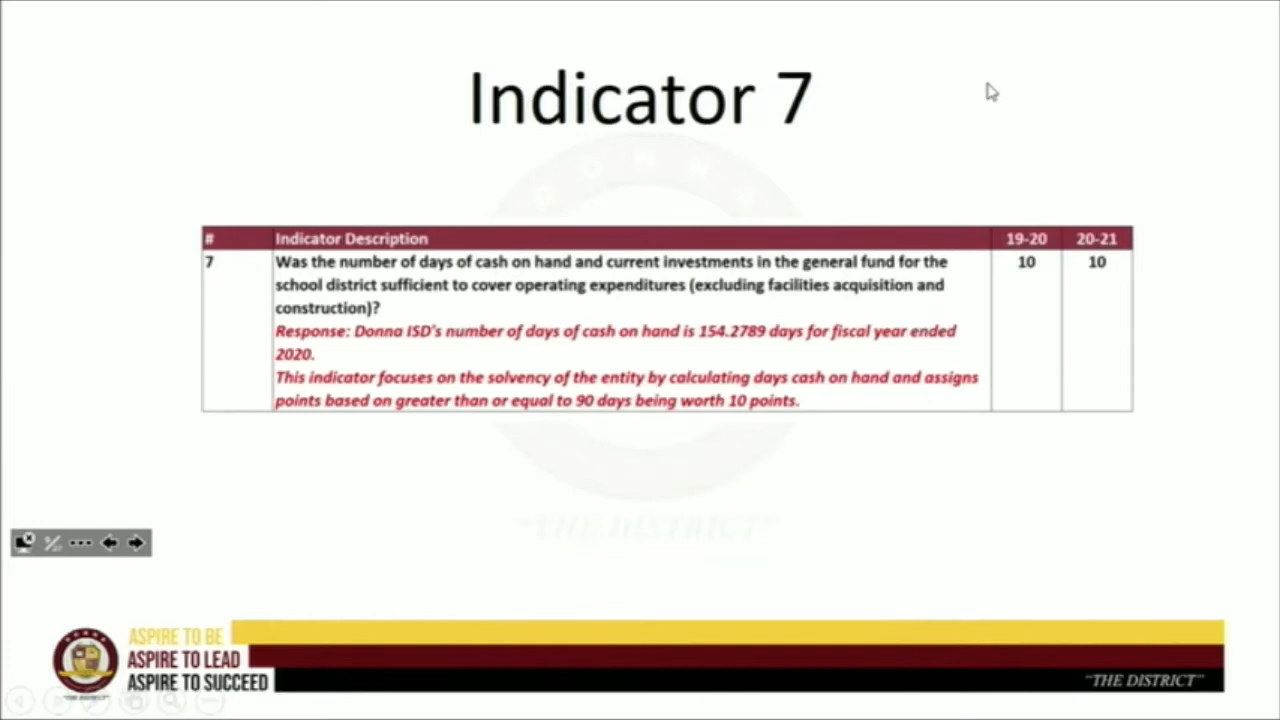 Indicator 7
# Indicator Description 19-20 20-21
7 Was the number of days of cash on hand and current investments in the general fund for the 10 10
school district sufficient to cover operating expenditures (excluding facilities acquisition and
construction)?
Response: Donna ISD's number of days of cash on hand is 154.2789 days for fiscal year ended
2020.
This indicator focuses on the solvency of the entity by calculating days cash on hand and assigns
points based on greater than or equal to 90 days being worth 10 points.
DONNA
"THE DISTRICT"
ASPIRE TO BE
ASPIRE TO LEAD
ASPIRE TO SUCCEED
"THE DISTRICT"
"THE DISTRICT"